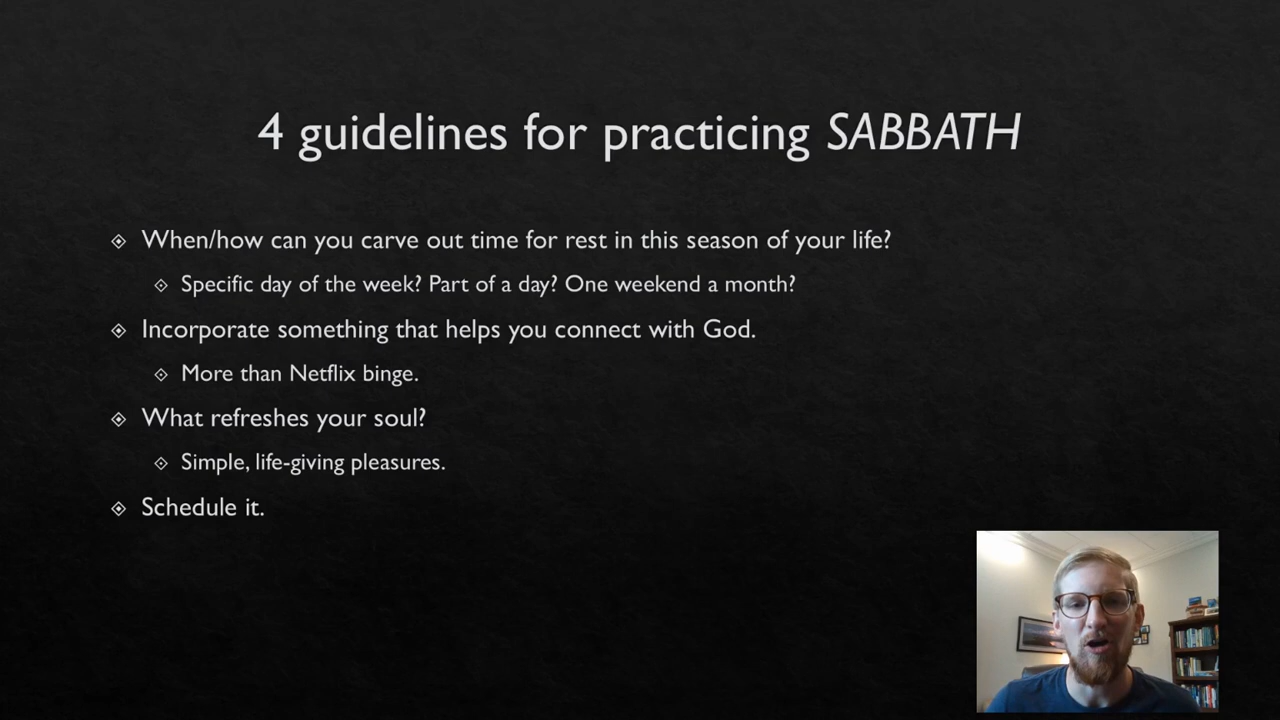 4 guidelines for practicing SABBATH
When/how can you carve out time for rest in this season of your life?
Specific day of the week? Part of a day? One weekend a month?
Incorporate something that helps you connect with God.
More than Netflix binge.
What refreshes your soul?
Simple, life-giving pleasures.
Schedule it.